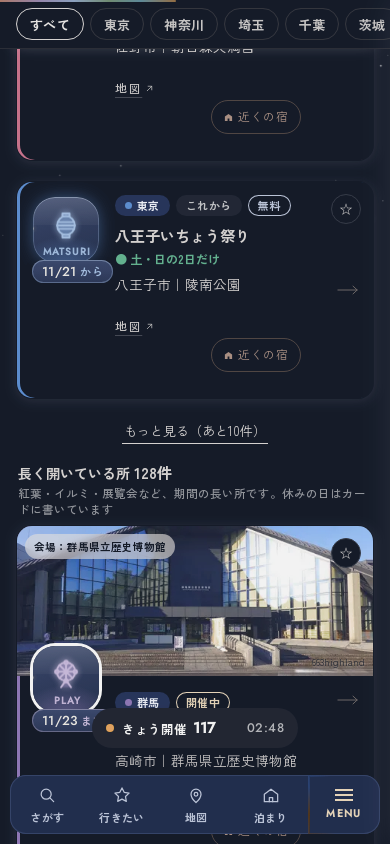 すべて
東京
神奈川
埼玉
千葉
茨城
地図 ↗
近くの宿
東京
これから
無料
MATSURI
11/21 から
八王子いちょう祭り
土・日の2日だけ
八王子市｜陵南公園
地図 ↗
近くの宿
もっと見る（あと10件）
長く開いている所 128件
紅葉・イルミ・展覧会など、期間の長い所です。休みの日はカー
ドに書いています
会場：群馬県立歴史博物館
663highland
PLAY
11/23 ま
群馬
開催中
きょう開催 117
02:48
高崎市｜群馬県立歴史博物館
さがす
行きたい
地図
泊まり
MENU